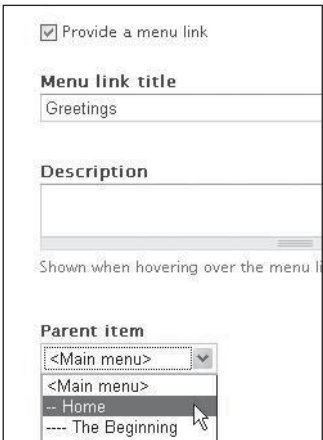 Provide a menu link
Menu link title
Greetings
Description
Shown when hovering over the menu li
Parent item
<Main menu>
<Main menu>
-- Home
---- The Beginning